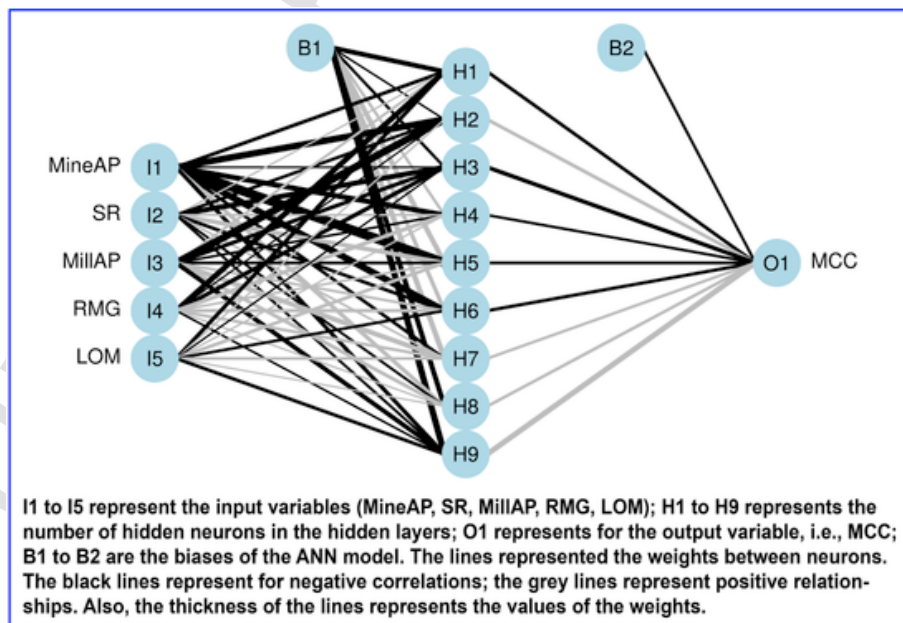 B1
B2
H1
H2
MineAP I1 H3
SR I2 H4
MillAP I3 H5 O1 MCC
RMG I4 H6
LOM I5 H7
H8
H9
I1 to I5 represent the input variables (MineAP, SR, MillAP, RMG, LOM); H1 to H9 represents the
number of hidden neurons in the hidden layers; O1 represents for the output variable, i.e., MCC;
B1 to B2 are the biases of the ANN model. The lines represented the weights between neurons.
The black lines represent for negative correlations; the grey lines represent positive relation-
ships. Also, the thickness of the lines represents the values of the weights.